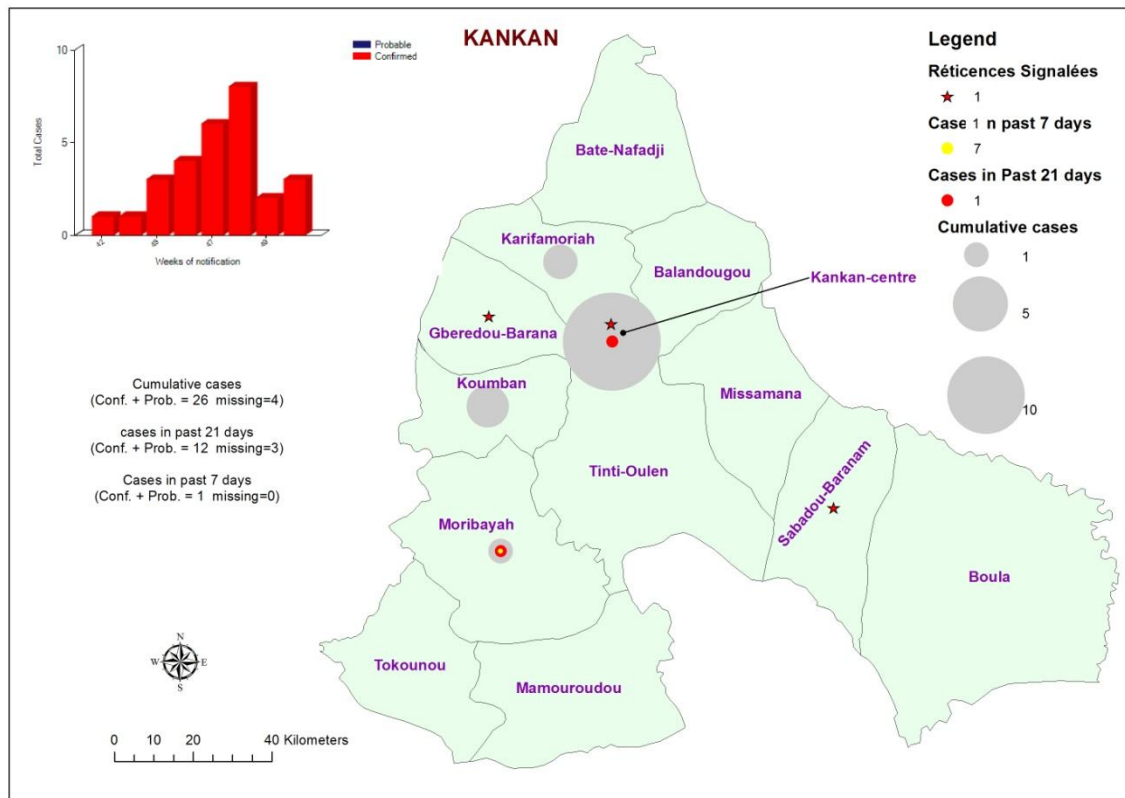 KANKAN
Probable
Confirmed
10
5
0
Total Cases
42
45
47
49
Weeks of notification
Cumulative cases
(Conf. + Prob. = 26 missing=4)
cases in past 21 days
(Conf. + Prob. = 12 missing=3)
Cases in past 7 days
(Conf. + Prob. = 1 missing=0)
N
W E
S
0 10 20 40 Kilometers
Bate-Nafadji
Karifamoriah
Balandougou
Kankan-centre
Gberedou-Barana
Koumban
Missamana
Tinti-Oulen
Sabadou-Baranam
Moribayah
Boula
Tokounou
Mamouroudou
Legend
Réticences Signalées
1
Case 1 n past 7 days
7
Cases in Past 21 days
1
Cumulative cases
1
5
10